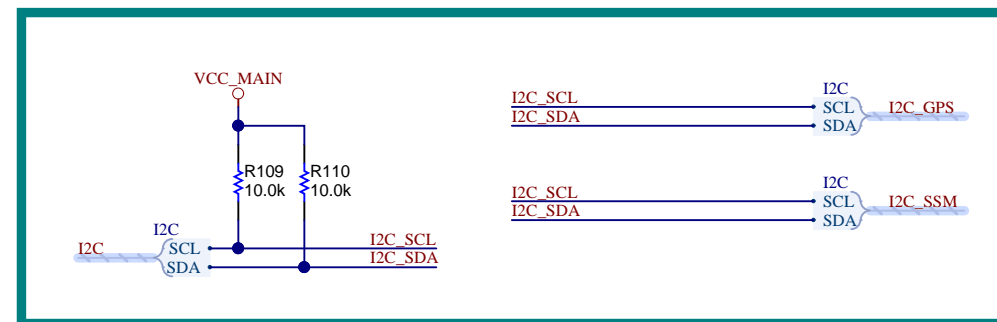 VCC_MAIN
R109
10.0k
R110
10.0k
I2C
I2C
SCL
SDA
I2C_SCL
I2C_SDA
I2C_SCL
I2C_SDA
I2C
SCL
SDA
I2C_GPS
I2C_SCL
I2C_SDA
I2C
SCL
SDA
I2C_SSM